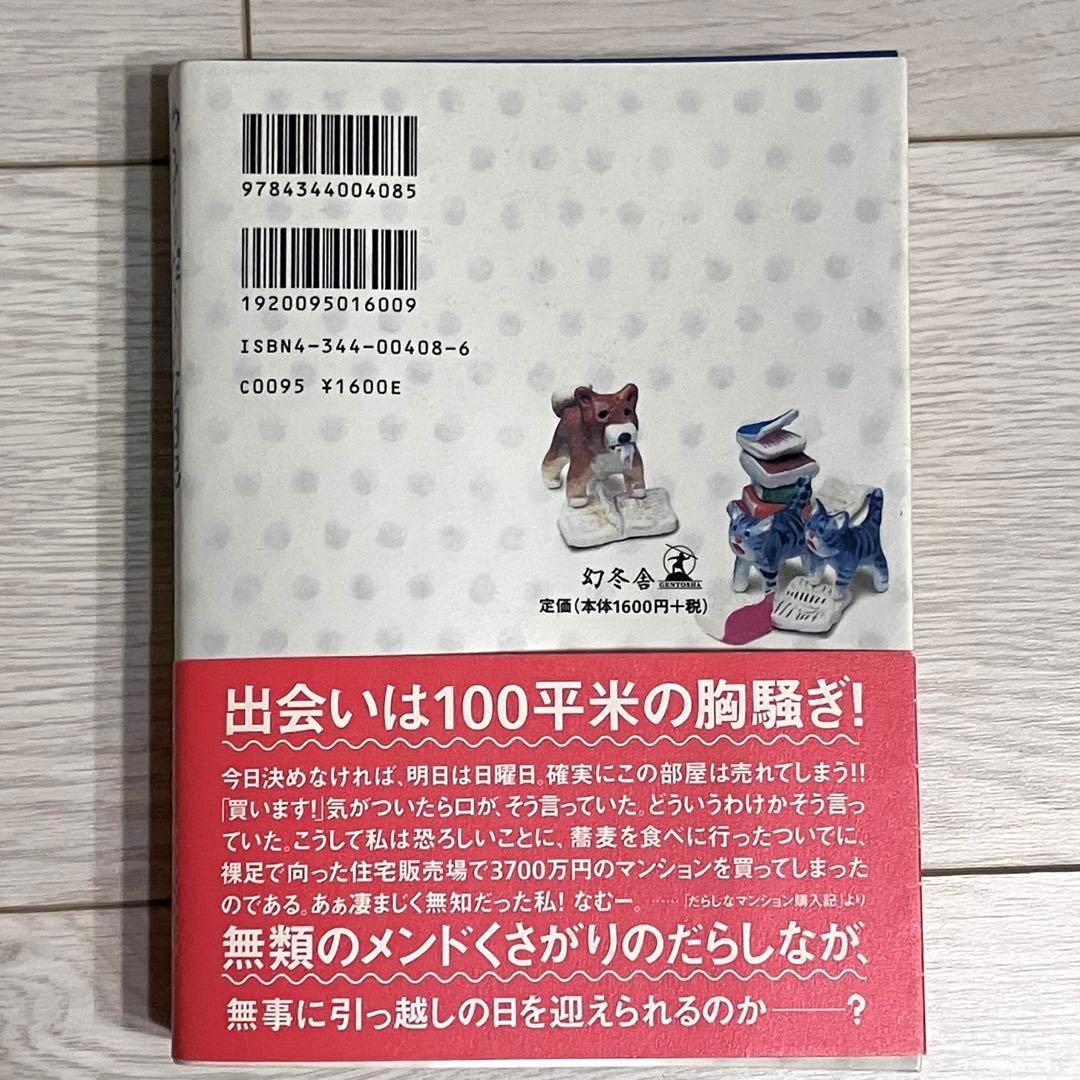 9784344004085
1920095016009
ISBN4-344-00408-6
C0095 ¥1600E
幻冬舎
GENTOSHA
定価(本体1600円+税)
出会いは100平米の胸騒ぎ!
今日決めなければ、明日は日曜日。確実にこの部屋は売れてしまう!!
「買います!」気がついたら口が、そう言っていた。どういうわけかそう言っ
ていた。こうして私は恐ろしいことに、蕎麦を食べに行ったついでに、
裸足で向った住宅販売場で3700万円のマンションを買ってしまった
のである。あぁ凄まじく無知だった私! なむー。……「だらしなマンション購入記」より
無類のメンドくさがりのだらしなが、
無事に引っ越しの日を迎えられるのか――?